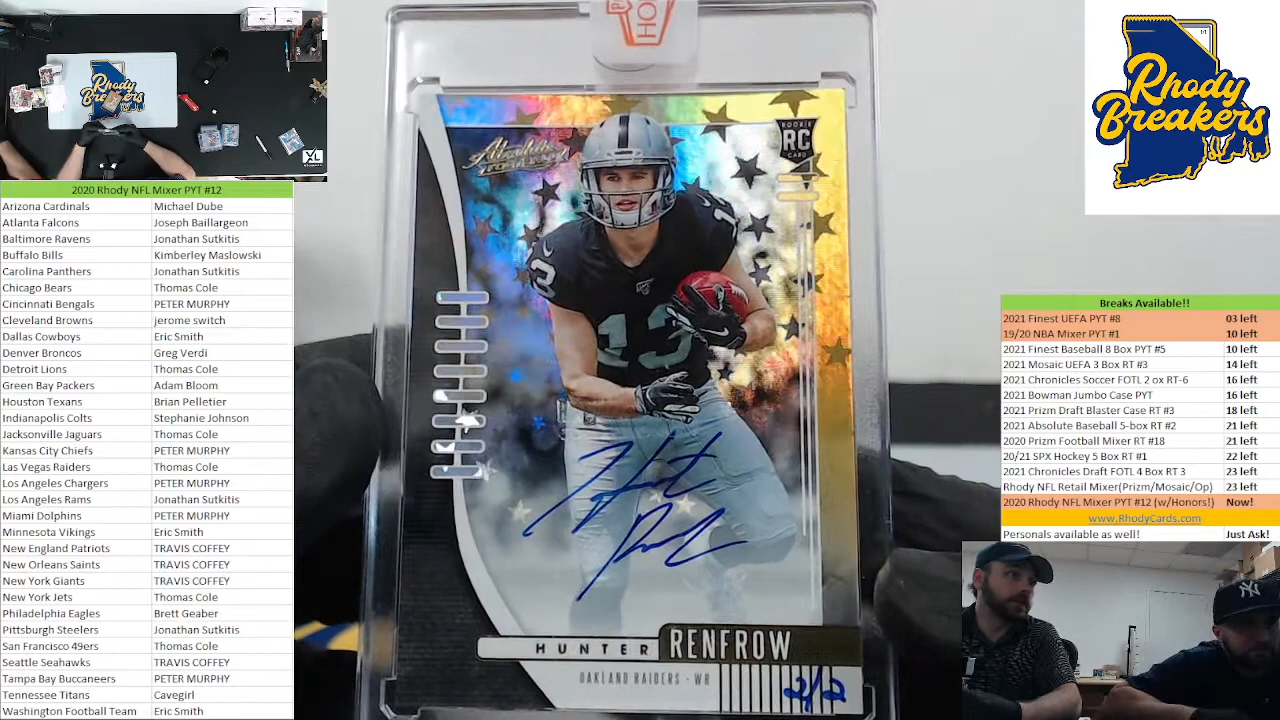 2020 Rhody NFL Mixer PYT #12
Arizona Cardinals Michael Dube
Atlanta Falcons Joseph Baillargeon
Baltimore Ravens Jonathan Sutkitis
Buffalo Bills Kimberley Maslowski
Carolina Panthers Jonathan Sutkitis
Chicago Bears Thomas Cole
Cincinnati Bengals PETER MURPHY
Cleveland Browns jerome switch
Dallas Cowboys Eric Smith
Denver Broncos Greg Verdi
Detroit Lions Thomas Cole
Green Bay Packers Adam Bloom
Houston Texans Brian Pelletier
Indianapolis Colts Stephanie Johnson
Jacksonville Jaguars Thomas Cole
Kansas City Chiefs PETER MURPHY
Las Vegas Raiders Thomas Cole
Los Angeles Chargers PETER MURPHY
Los Angeles Rams Jonathan Sutkitis
Miami Dolphins PETER MURPHY
Minnesota Vikings Eric Smith
New England Patriots TRAVIS COFFEY
New Orleans Saints TRAVIS COFFEY
New York Giants TRAVIS COFFEY
New York Jets Thomas Cole
Philadelphia Eagles Brett Geaber
Pittsburgh Steelers Jonathan Sutkitis
San Francisco 49ers Thomas Cole
Seattle Seahawks TRAVIS COFFEY
Tampa Bay Buccaneers PETER MURPHY
Tennessee Titans Cavegirl
Washington Football Team Eric Smith
Rhody
Breakers
XL
HO
Absolute
ROOKIE
RC
CARD
13
13
13
HUNTER RENFROW
OAKLAND RAIDERS - WR
2/2
Rhody
Breakers
Breaks Available!!
2021 Finest UEFA PYT #8 03 left
19/20 NBA Mixer PYT #1 10 left
2021 Finest Baseball 8 Box PYT #5 10 left
2021 Mosaic UEFA 3 Box RT #3 14 left
2021 Chronicles Soccer FOTL 2 ox RT-6 16 left
2021 Bowman Jumbo Case PYT 16 left
2021 Prizm Draft Blaster Case RT #3 18 left
2021 Absolute Baseball 5-box RT #2 21 left
2020 Prizm Football Mixer RT #18 21 left
20/21 SPX Hockey 5 Box RT #1 22 left
2021 Chronicles Draft FOTL 4 Box RT 3 23 left
Rhody NFL Retail Mixer(Prizm/Mosaic/Op) 23 left
2020 Rhody NFL Mixer PYT #12 (w/Honors!) Now!
www.RhodyCards.com
Personals available as well! Just Ask!